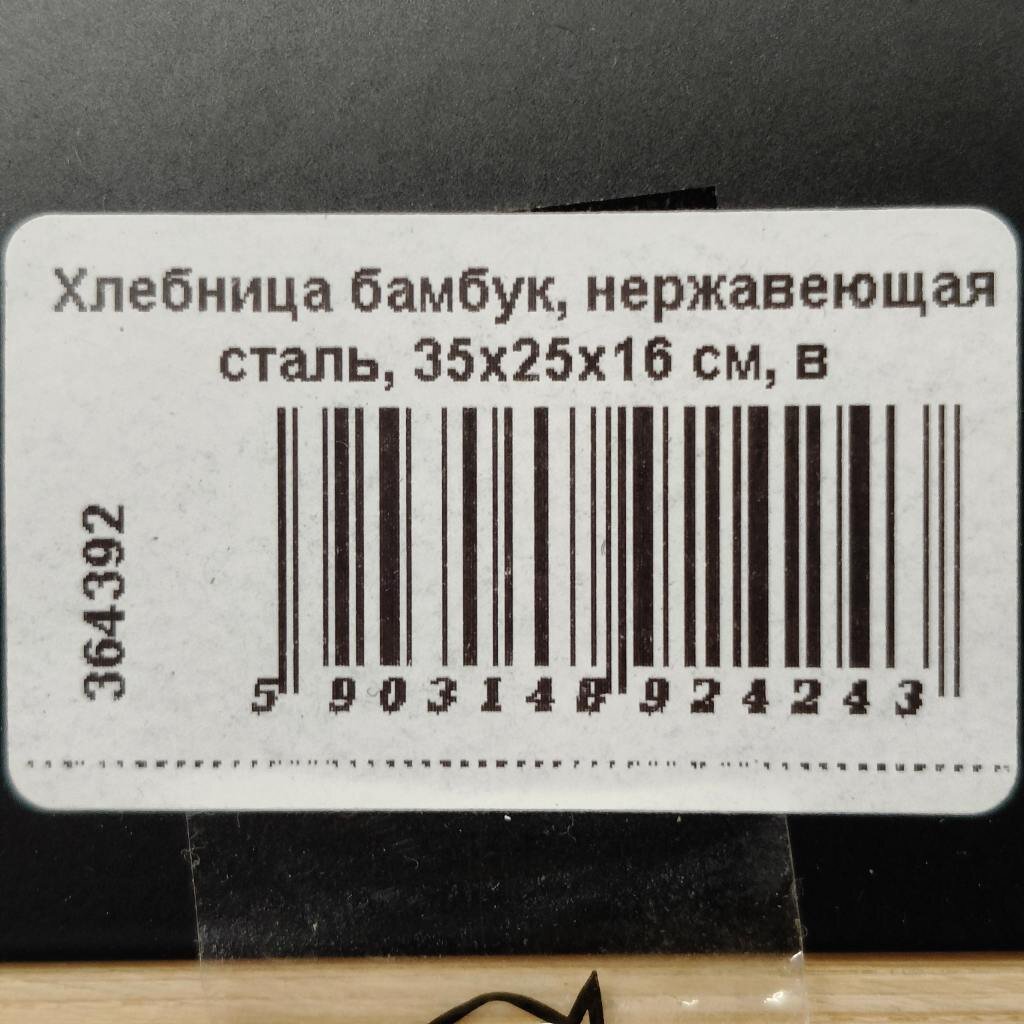 Хлебница бамбук, нержавеющая
сталь, 35x25x16 см, в
364392
5 903148 924243